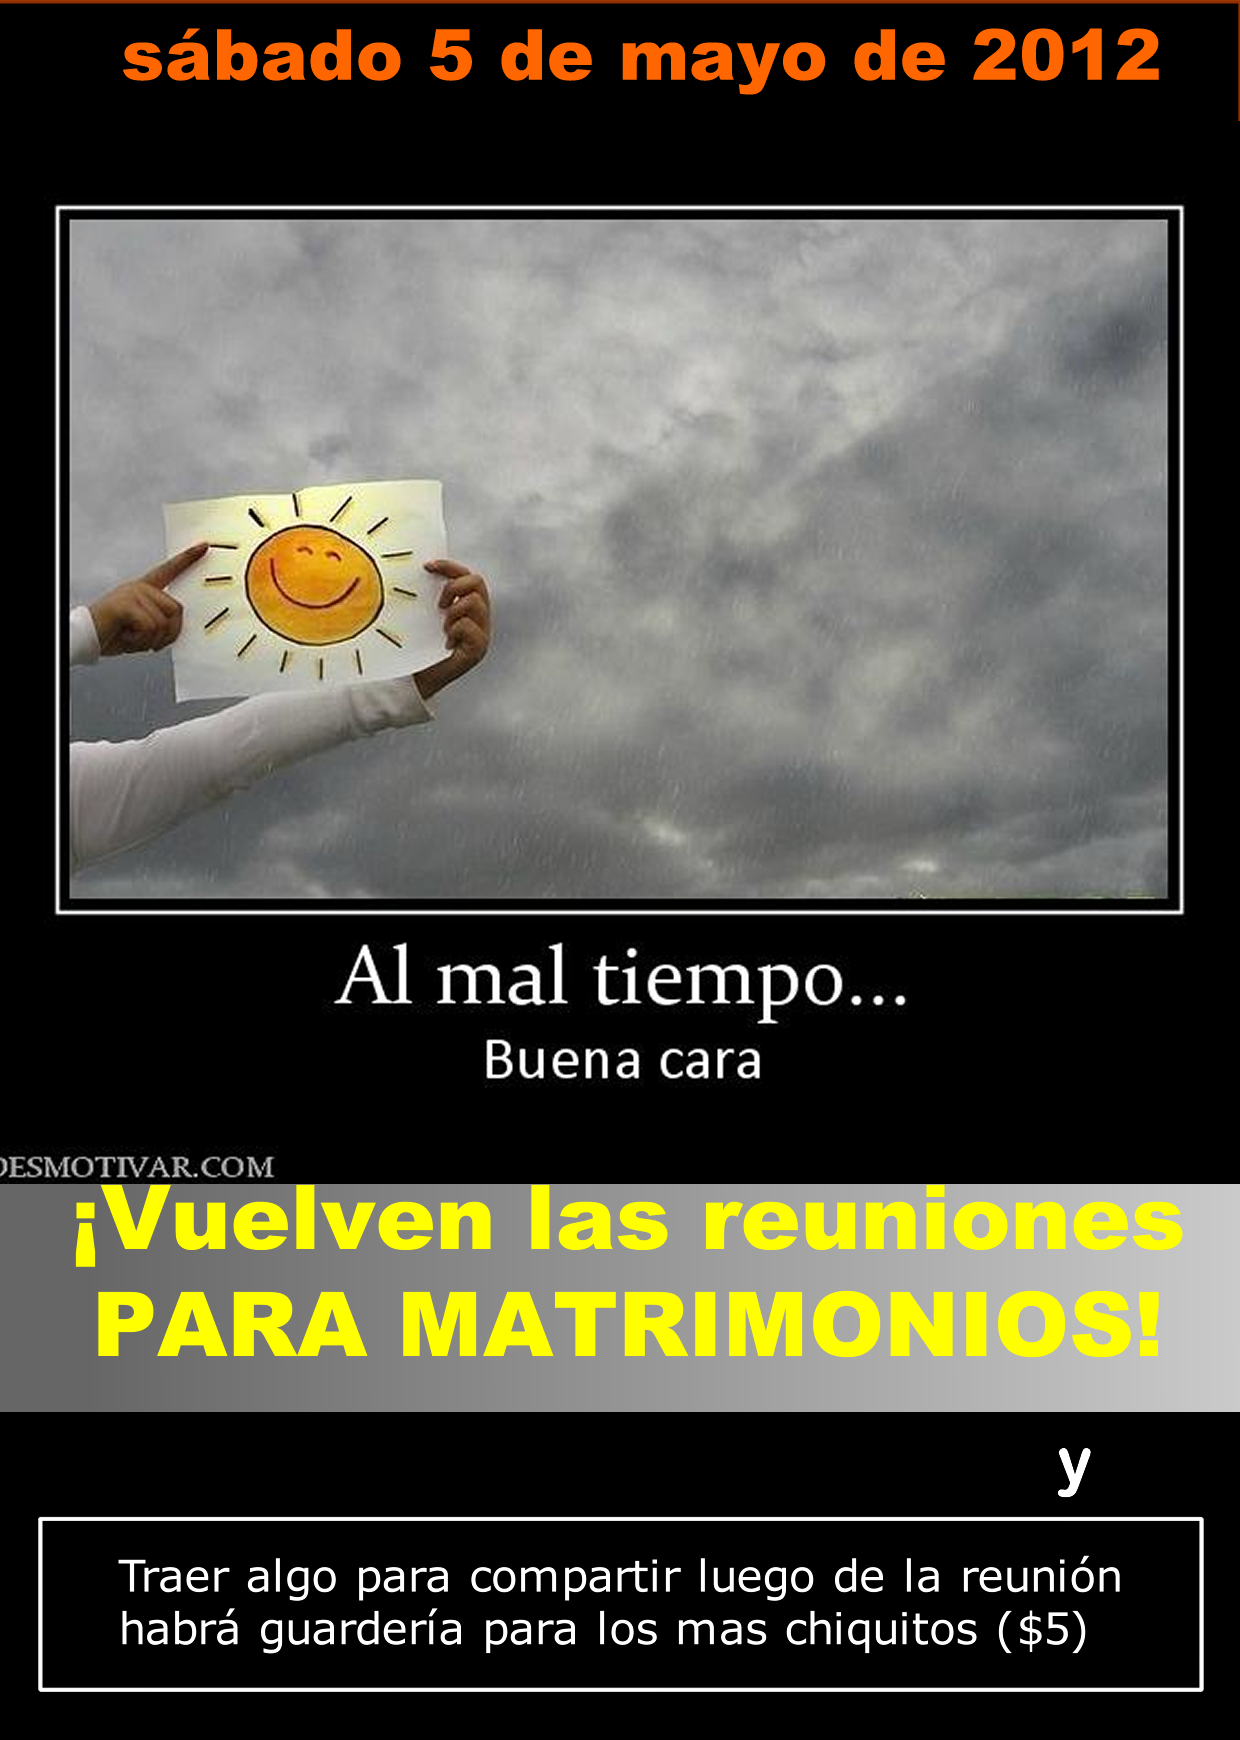 sábado 5 de mayo de 2012
Al mal tiempo...
Buena cara
DESMOTIVAR.COM
¡Vuelven las reuniones
PARA MATRIMONIOS!
y
Traer algo para compartir luego de la reunión
habrá guardería para los mas chiquitos ($5)